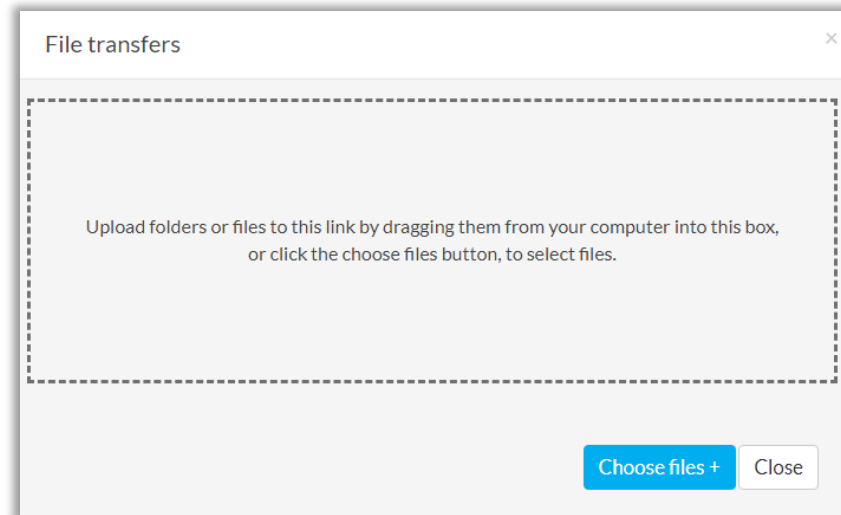 File transfers ×
Upload folders or files to this link by dragging them from your computer into this box,
or click the choose files button, to select files.
Choose files + Close